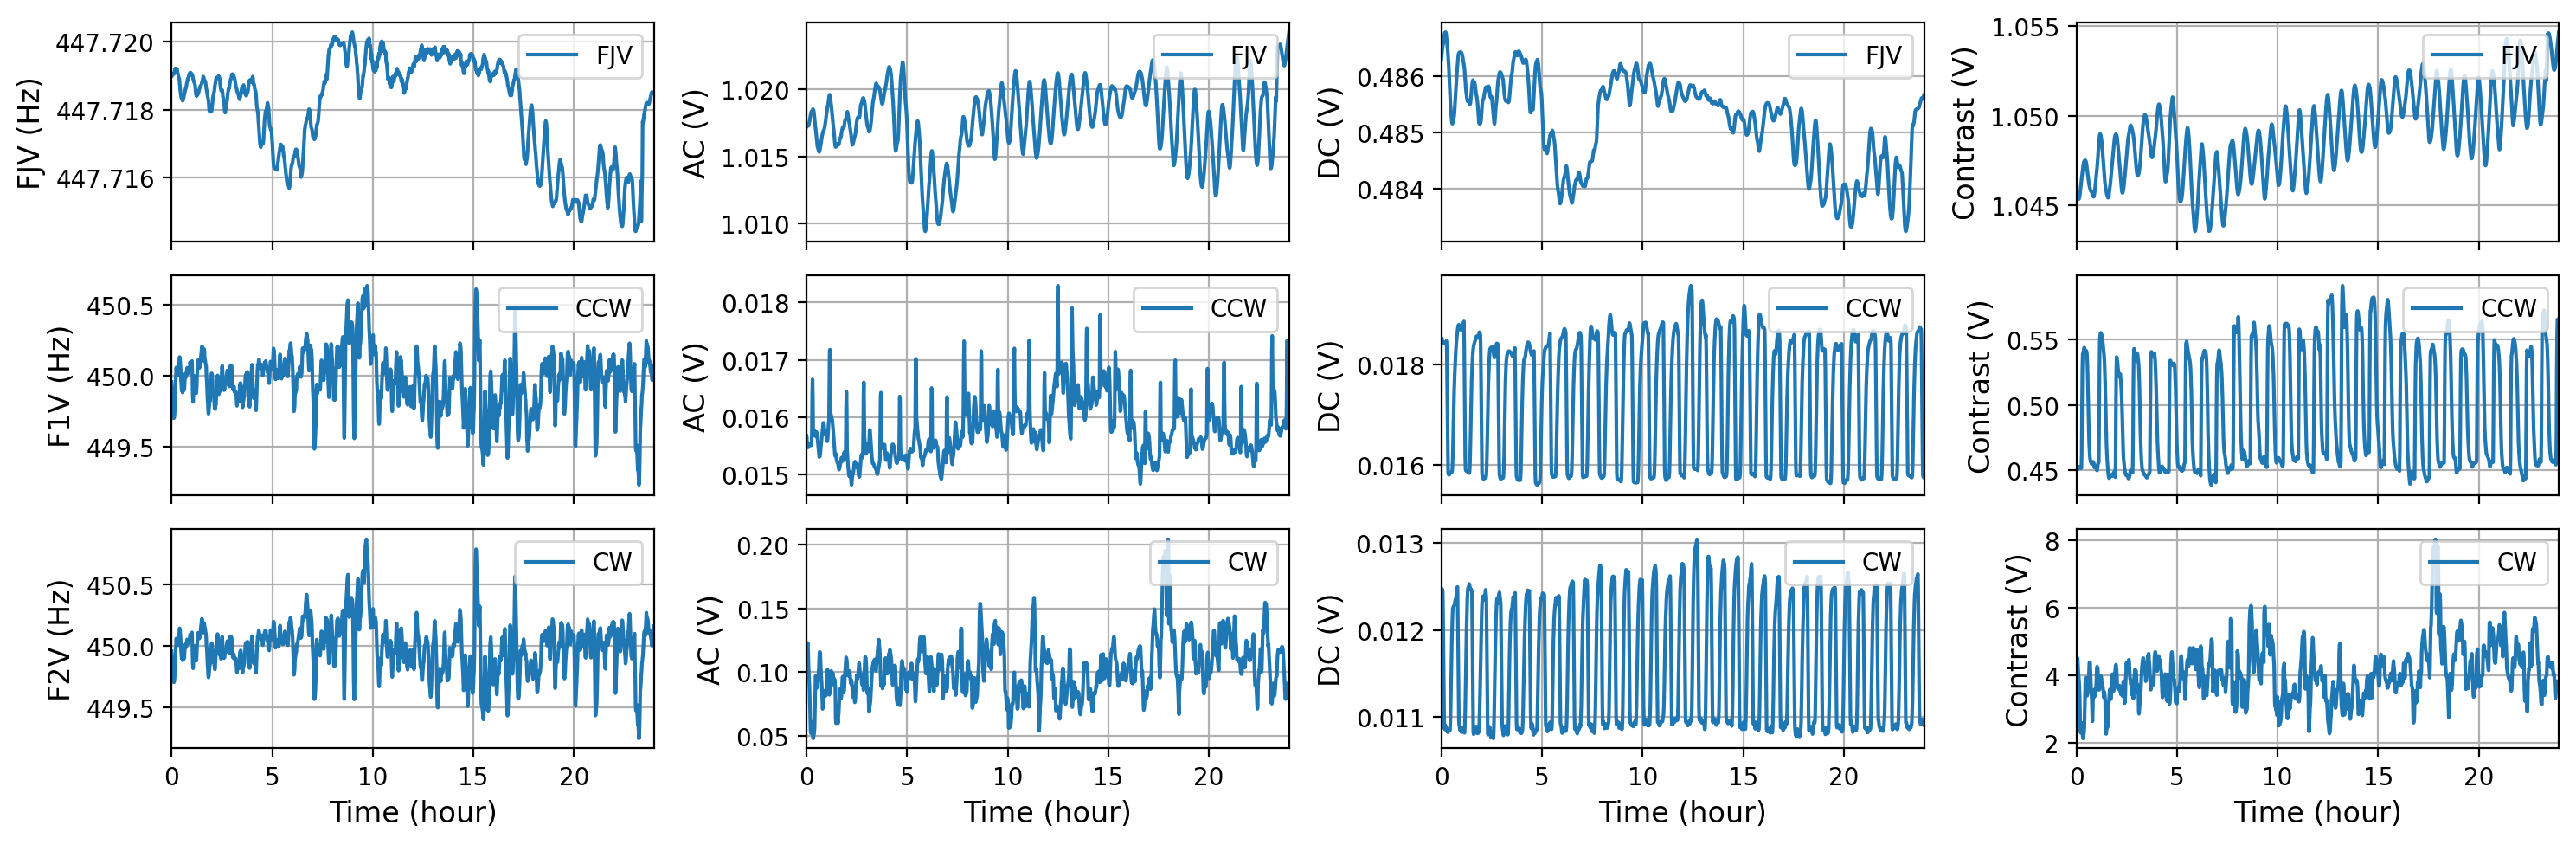 FJV (Hz)
447.720
447.718
447.716
FJV
AC (V)
1.020
1.015
1.010
FJV
DC (V)
0.486
0.485
0.484
FJV
Contrast (V)
1.055
1.050
1.045
FJV
F1V (Hz)
450.5
450.0
449.5
CCW
AC (V)
0.018
0.017
0.016
0.015
CCW
DC (V)
0.018
0.016
CCW
Contrast (V)
0.55
0.50
0.45
CCW
F2V (Hz)
450.5
450.0
449.5
CW
0 5 10 15 20
Time (hour)
AC (V)
0.20
0.15
0.10
0.05
CW
0 5 10 15 20
Time (hour)
DC (V)
0.013
0.012
0.011
CW
0 5 10 15 20
Time (hour)
Contrast (V)
8
6
4
2
CW
0 5 10 15 20
Time (hour)